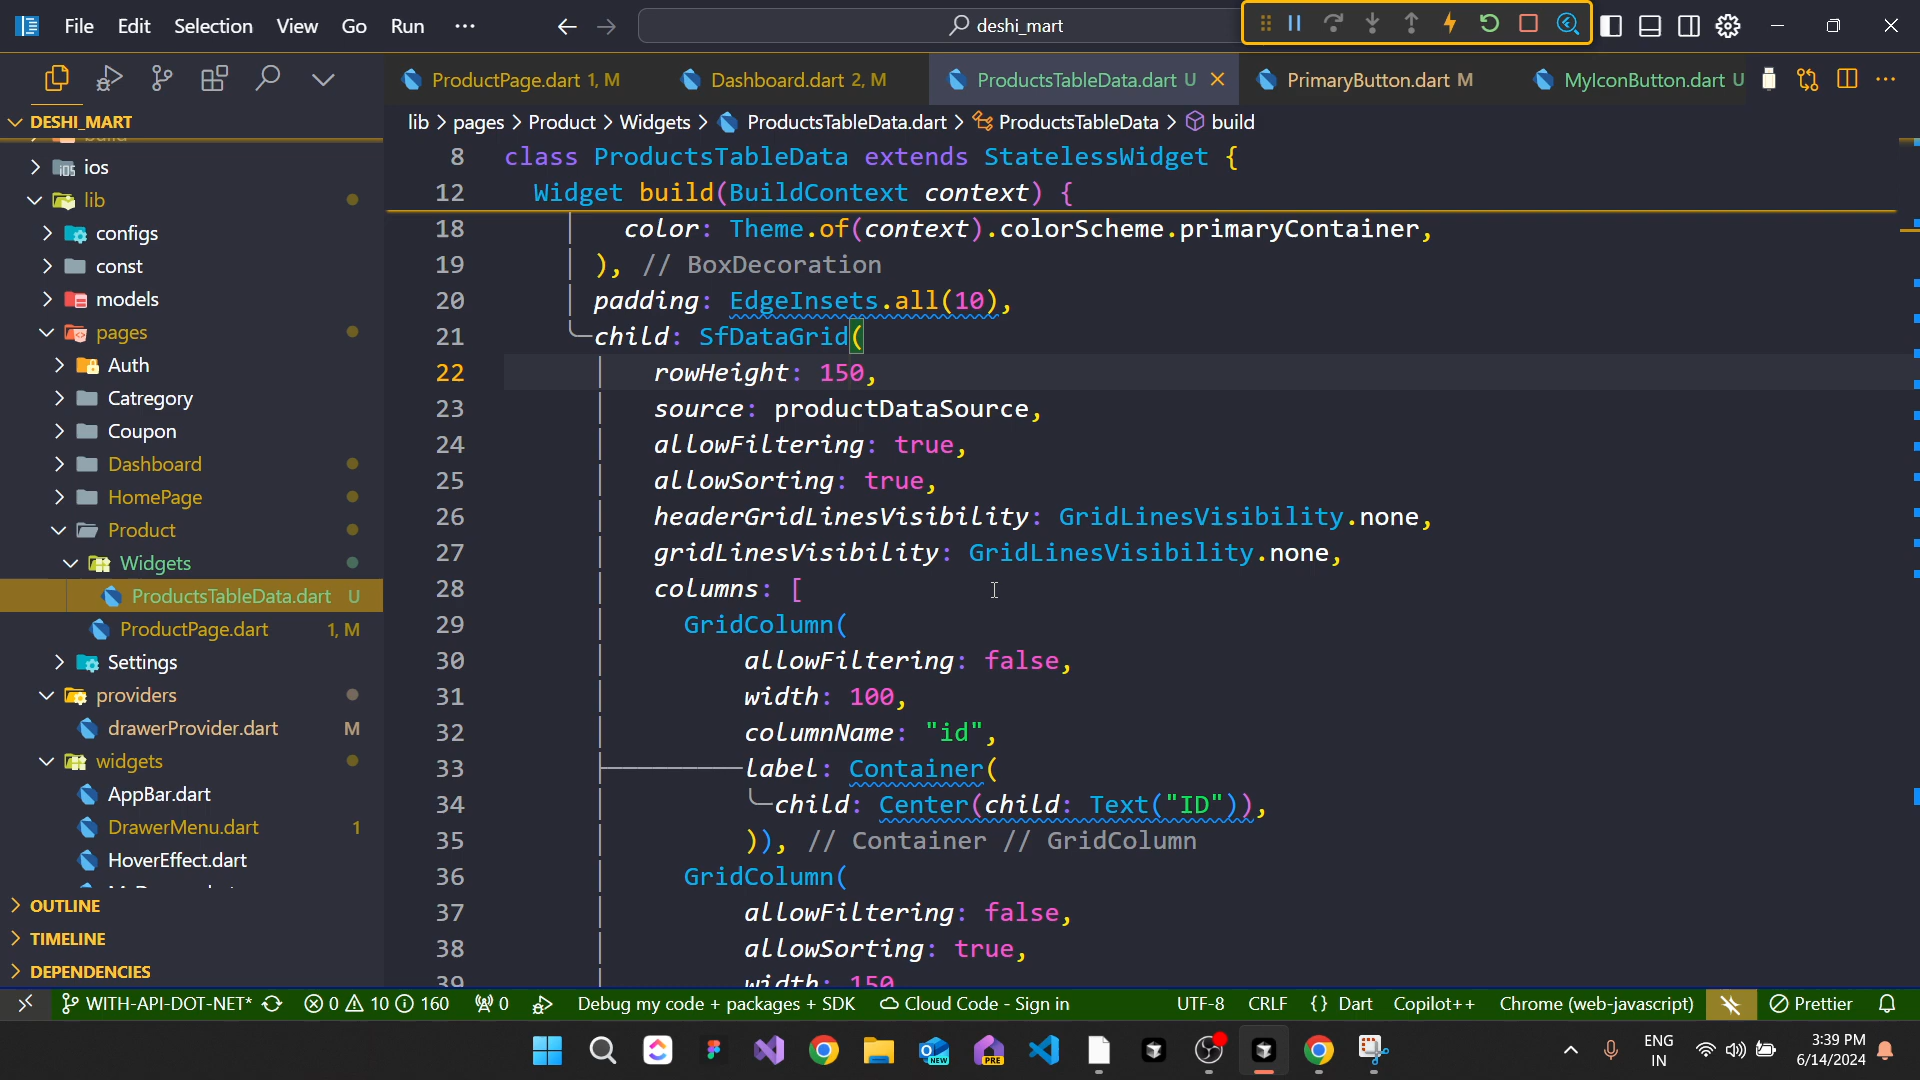 File Edit Selection View Go Run ···
deshi_mart
ProductPage.dart 1, M
Dashboard.dart 2, M
ProductsTableData.dart U
PrimaryButton.dart M
MyIconButton.dart U
DESHI_MART
ios
lib
configs
const
models
pages
Auth
Catregory
Coupon
Dashboard
HomePage
Product
Widgets
ProductsTableData.dart U
ProductPage.dart 1, M
Settings
providers
drawerProvider.dart M
widgets
AppBar.dart
DrawerMenu.dart 1
HoverEffect.dart
OUTLINE
TIMELINE
DEPENDENCIES
lib > pages > Product > Widgets > ProductsTableData.dart > ProductsTableData > build
8 class ProductsTableData extends StatelessWidget {
12 Widget build(BuildContext context) {
18 color: Theme.of(context).colorScheme.primaryContainer,
19 ), // BoxDecoration
20 padding: EdgeInsets.all(10),
21 child: SfDataGrid(
22 rowHeight: 150,
23 source: productDataSource,
24 allowFiltering: true,
25 allowSorting: true,
26 headerGridLinesVisibility: GridLinesVisibility.none,
27 gridLinesVisibility: GridLinesVisibility.none,
28 columns: [
29 GridColumn(
30 allowFiltering: false,
31 width: 100,
32 columnName: "id",
33 label: Container(
34 child: Center(child: Text("ID")),
35 )), // Container // GridColumn
36 GridColumn(
37 allowFiltering: false,
38 allowSorting: true,
39 width: 150
WITH-API-DOT-NET* 0 10 160 0 Debug my code + packages + SDK Cloud Code - Sign in UTF-8 CRLF {} Dart Copilot++ Chrome (web-javascript) Prettier
NEW
PRE
ENG
IN
3:39 PM
6/14/2024